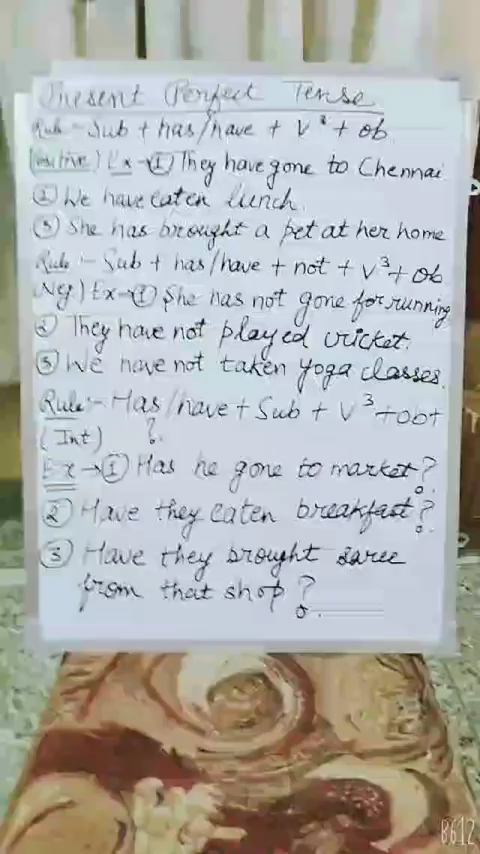 Present Perfect Tense
Rule:- Sub + has/have + V³ + ob.
(Positive) Ex → ① They have gone to Chennai
② We have eaten lunch.
③ She has brought a pet at her home
Rule:- Sub + has/have + not + V³ + ob
Neg) Ex → ① She has not gone for running
② They have not played cricket.
③ We have not taken yoga classes.
Rule:- Has/have + Sub + V³ + ob +
(Int) ?
Ex → ① Has he gone to market?
② Have they eaten breakfast?
③ Have they brought saree
from that shop?
B612